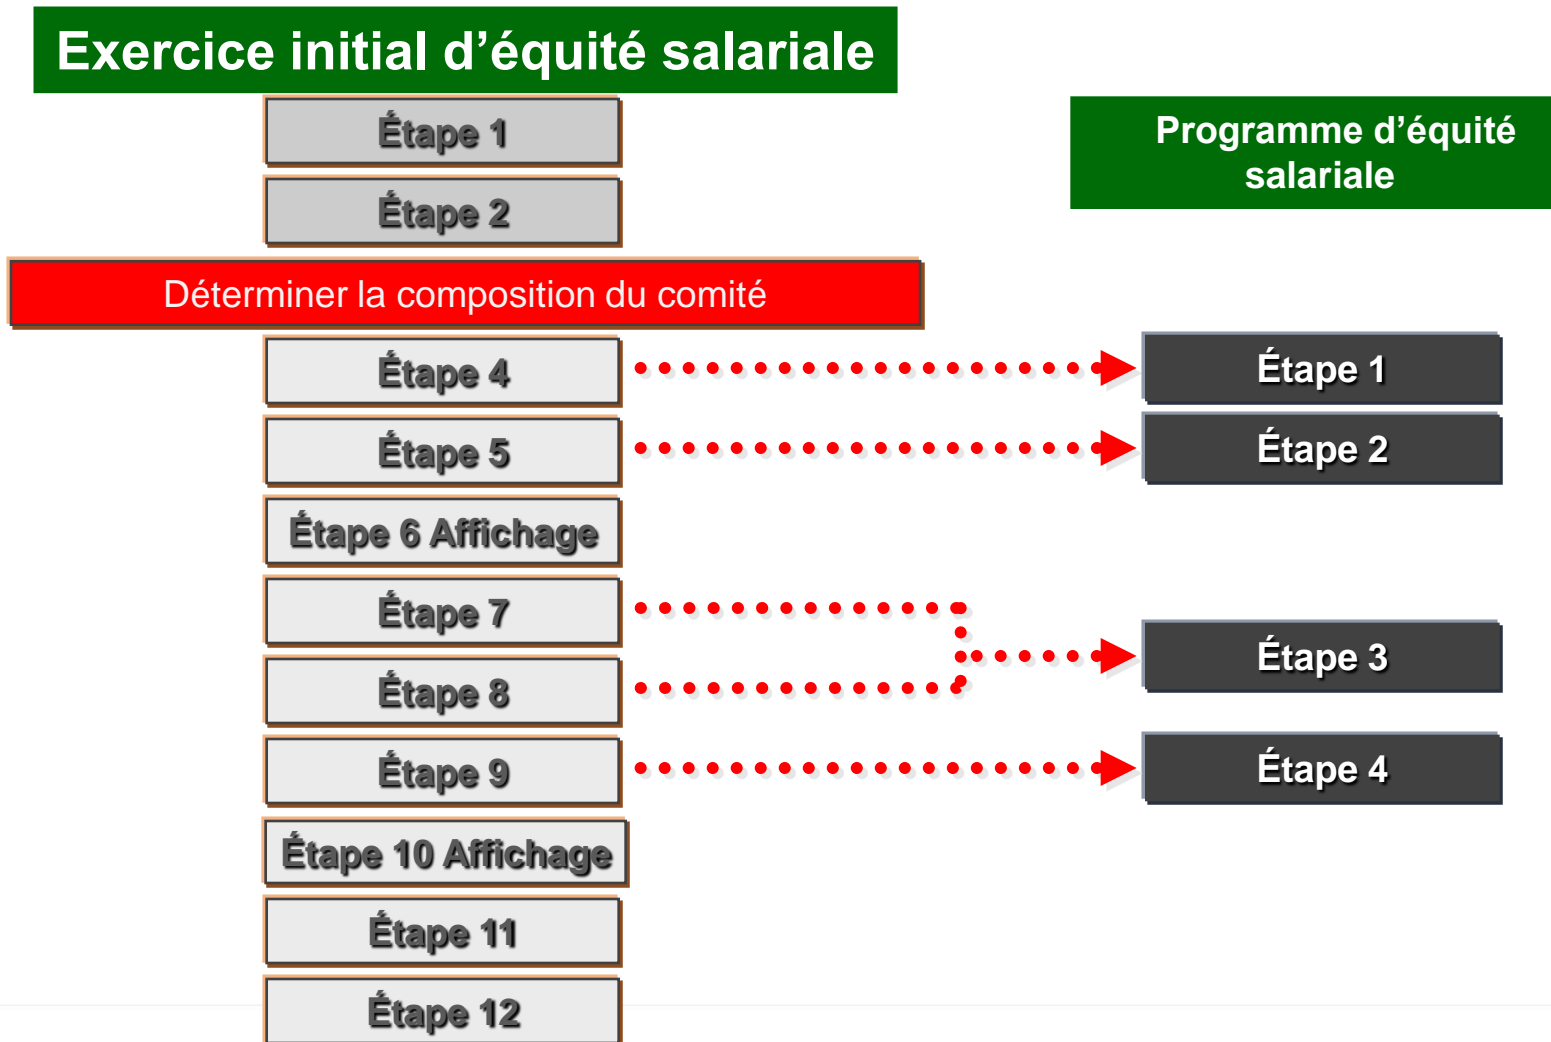 Exercice initial d’équité salariale
Étape 1
Étape 2
Déterminer la composition du comité
Étape 4
Étape 5
Étape 6 Affichage
Étape 7
Étape 8
Étape 9
Étape 10 Affichage
Étape 11
Étape 12
Programme d’équité
salariale
Étape 1
Étape 2
Étape 3
Étape 4